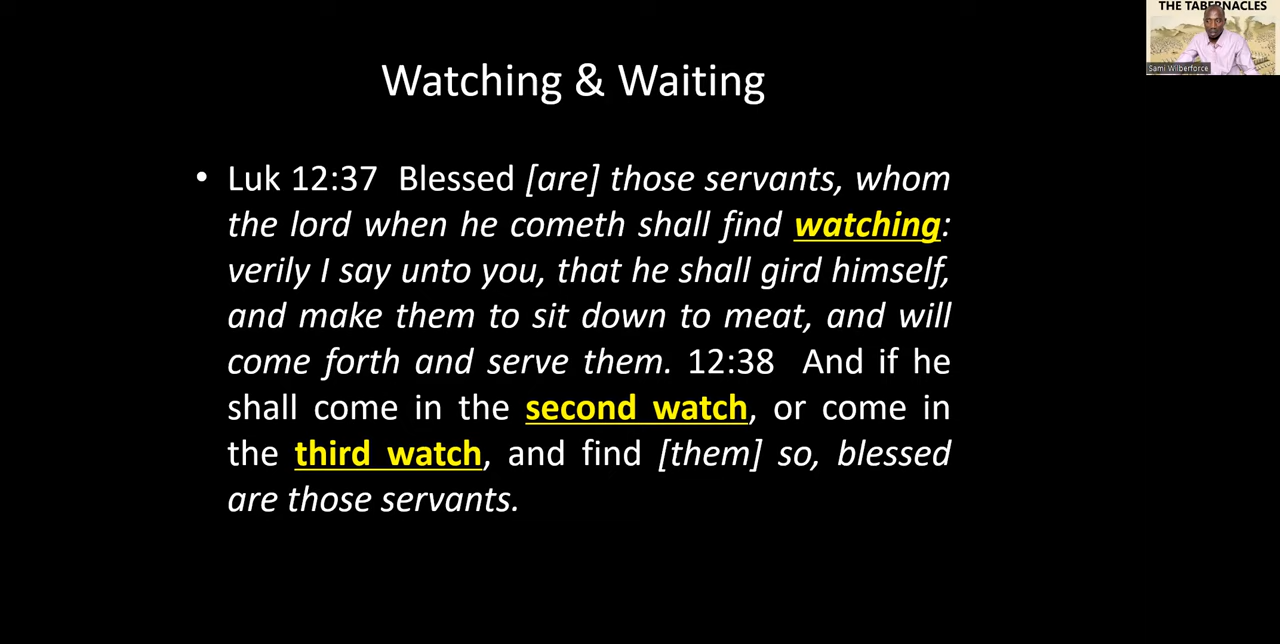 THE TABERNACLES
Sami Wilberforce
Watching & Waiting
• Luk 12:37 Blessed [are] those servants, whom
the lord when he cometh shall find watching:
verily I say unto you, that he shall gird himself,
and make them to sit down to meat, and will
come forth and serve them. 12:38 And if he
shall come in the second watch, or come in
the third watch, and find [them] so, blessed
are those servants.